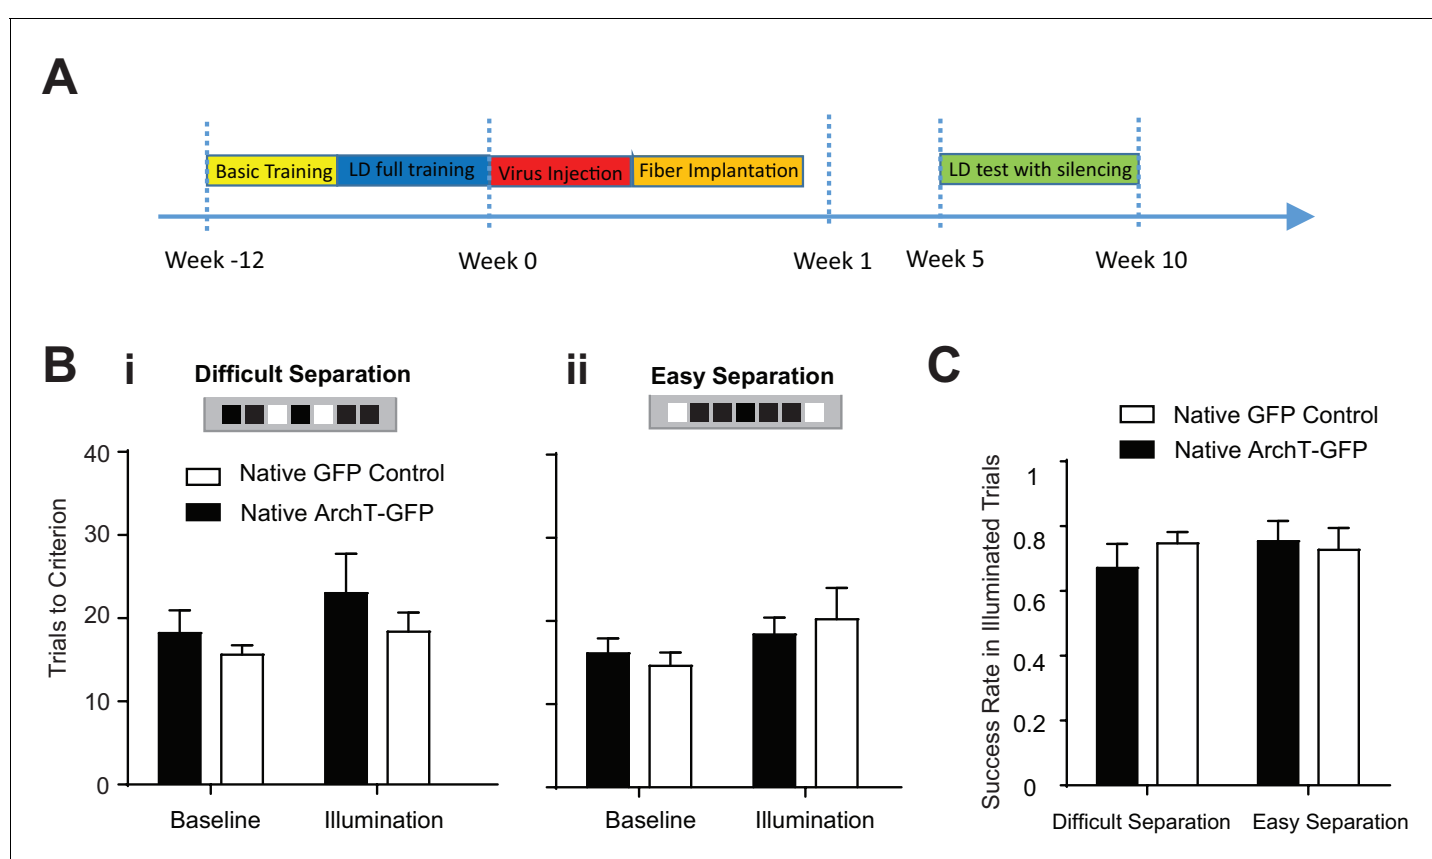 A
Basic Training
LD full training
Virus Injection
Fiber Implantation
LD test with silencing
Week -12
Week 0
Week 1
Week 5
Week 10
B
i
Difficult Separation
Native GFP Control
Native ArchT-GFP
Trials to Criterion
40
30
20
10
0
Baseline
Illumination
ii
Easy Separation
Baseline
Illumination
C
Native GFP Control
Native ArchT-GFP
Success Rate in Illuminated Trials
1
0.8
0.6
0.4
0.2
0
Difficult Separation
Easy Separation